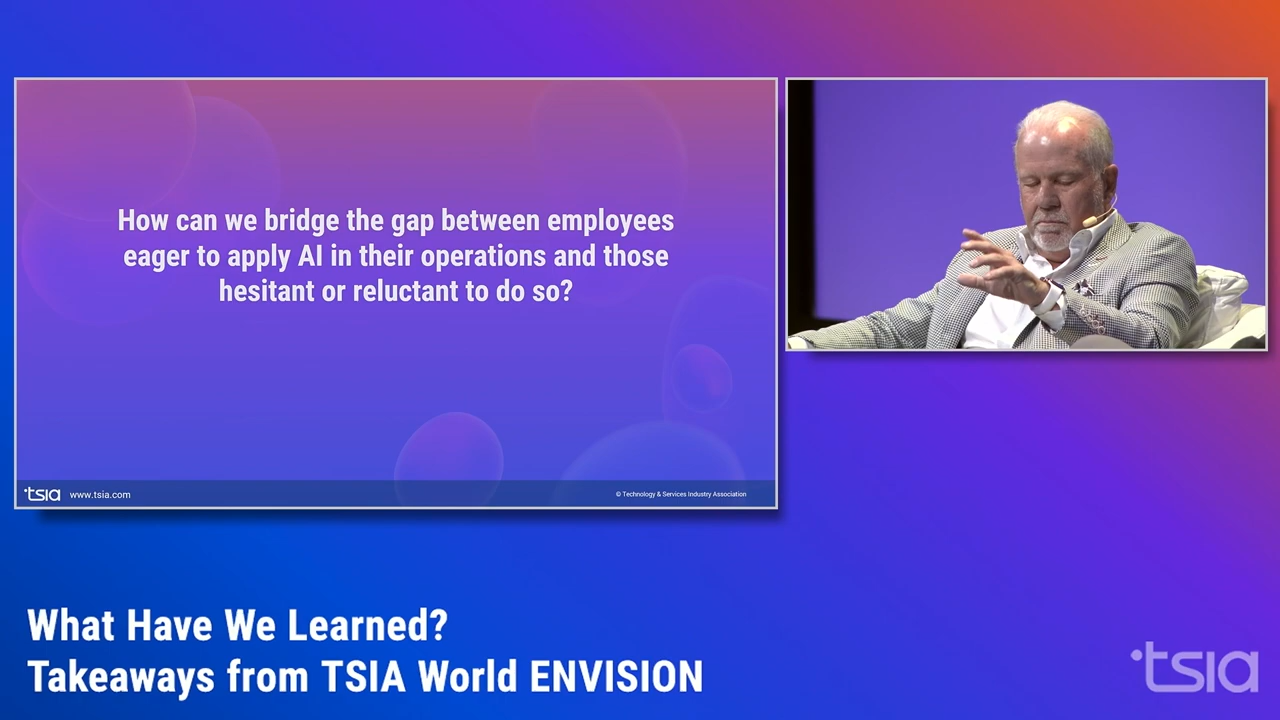 How can we bridge the gap between employees
eager to apply AI in their operations and those
hesitant or reluctant to do so?
tsia www.tsia.com
© Technology & Services Industry Association
What Have We Learned?
Takeaways from TSIA World ENVISION
tsia